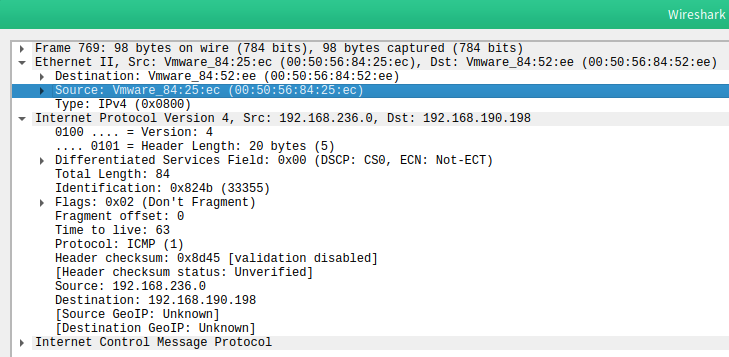 Wireshark
Frame 769: 98 bytes on wire (784 bits), 98 bytes captured (784 bits)
Ethernet II, Src: Vmware_84:25:ec (00:50:56:84:25:ec), Dst: Vmware_84:52:ee (00:50:56:84:52:ee)
Destination: Vmware_84:52:ee (00:50:56:84:52:ee)
Source: Vmware_84:25:ec (00:50:56:84:25:ec)
Type: IPv4 (0x0800)
Internet Protocol Version 4, Src: 192.168.236.0, Dst: 192.168.190.198
0100 .... = Version: 4
.... 0101 = Header Length: 20 bytes (5)
Differentiated Services Field: 0x00 (DSCP: CS0, ECN: Not-ECT)
Total Length: 84
Identification: 0x824b (33355)
Flags: 0x02 (Don't Fragment)
Fragment offset: 0
Time to live: 63
Protocol: ICMP (1)
Header checksum: 0x8d45 [validation disabled]
[Header checksum status: Unverified]
Source: 192.168.236.0
Destination: 192.168.190.198
[Source GeoIP: Unknown]
[Destination GeoIP: Unknown]
Internet Control Message Protocol